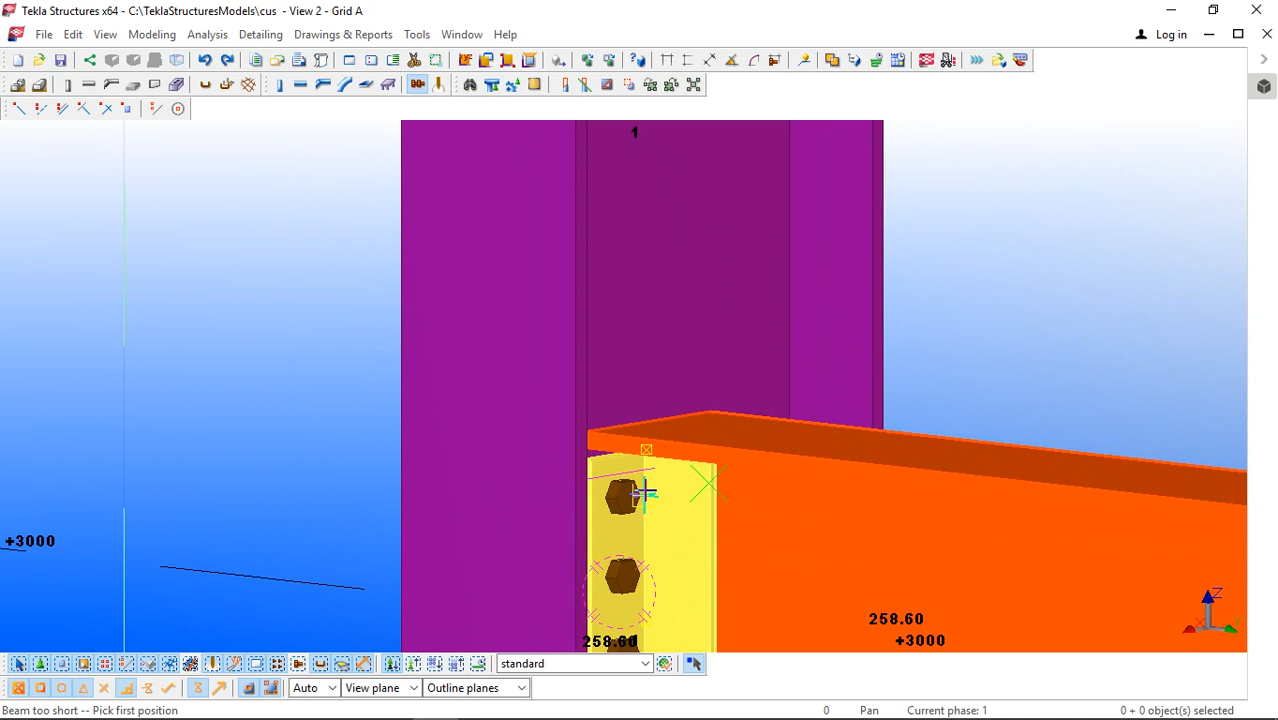 Tekla Structures x64 - C:\TeklaStructuresModels\cus - View 2 - Grid A
File Edit View Modeling Analysis Detailing Drawings & Reports Tools Window Help Log in
1
+3000
258.60
258.60
+3000
standard
Auto View plane Outline planes
Beam too short -- Pick first position 0 Pan Current phase: 1 0 + 0 object(s) selected